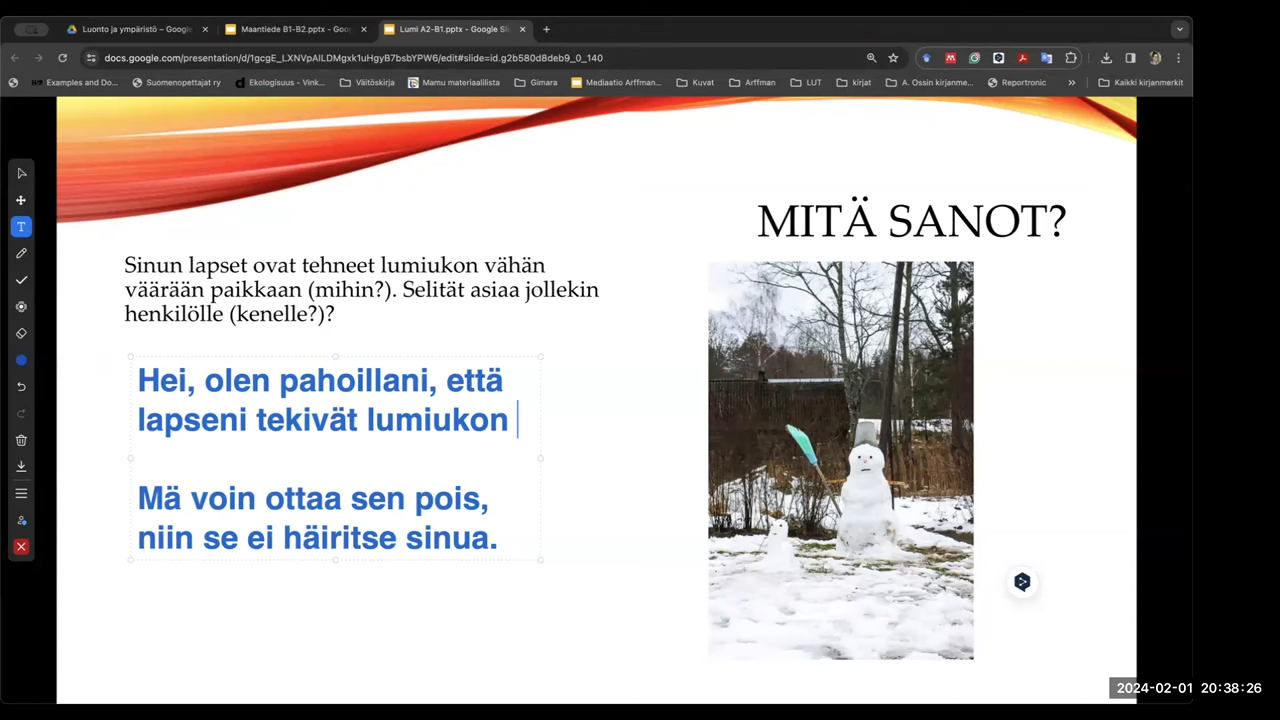 Luonto ja ympäristö – Google
Maantiede B1-B2.pptx - Goog
Lumi A2-B1.pptx - Google Sli
docs.google.com/presentation/d/1gcgE_LXNVpAILDMgxk1uHgyB7bsbYPW6/edit#slide=id.g2b580d8deb9_0_140
Examples and Do...
Suomenopettajat ry
Ekologisuus - Vink...
Väitöskirja
Mamu materiaalilista
Gimara
Mediaatio Arffman...
Kuvat
Arffman
LUT
kirjat
A. Ossin kirjanme...
Reportronic
»
Kaikki kirjanmerkit
MITÄ SANOT?
Sinun lapset ovat tehneet lumiukon vähän
väärään paikkaan (mihin?). Selität asiaa jollekin
henkilölle (kenelle?)?
Hei, olen pahoillani, että
lapseni tekivät lumiukon
Mä voin ottaa sen pois,
niin se ei häiritse sinua.
2024-02-01 20:38:26